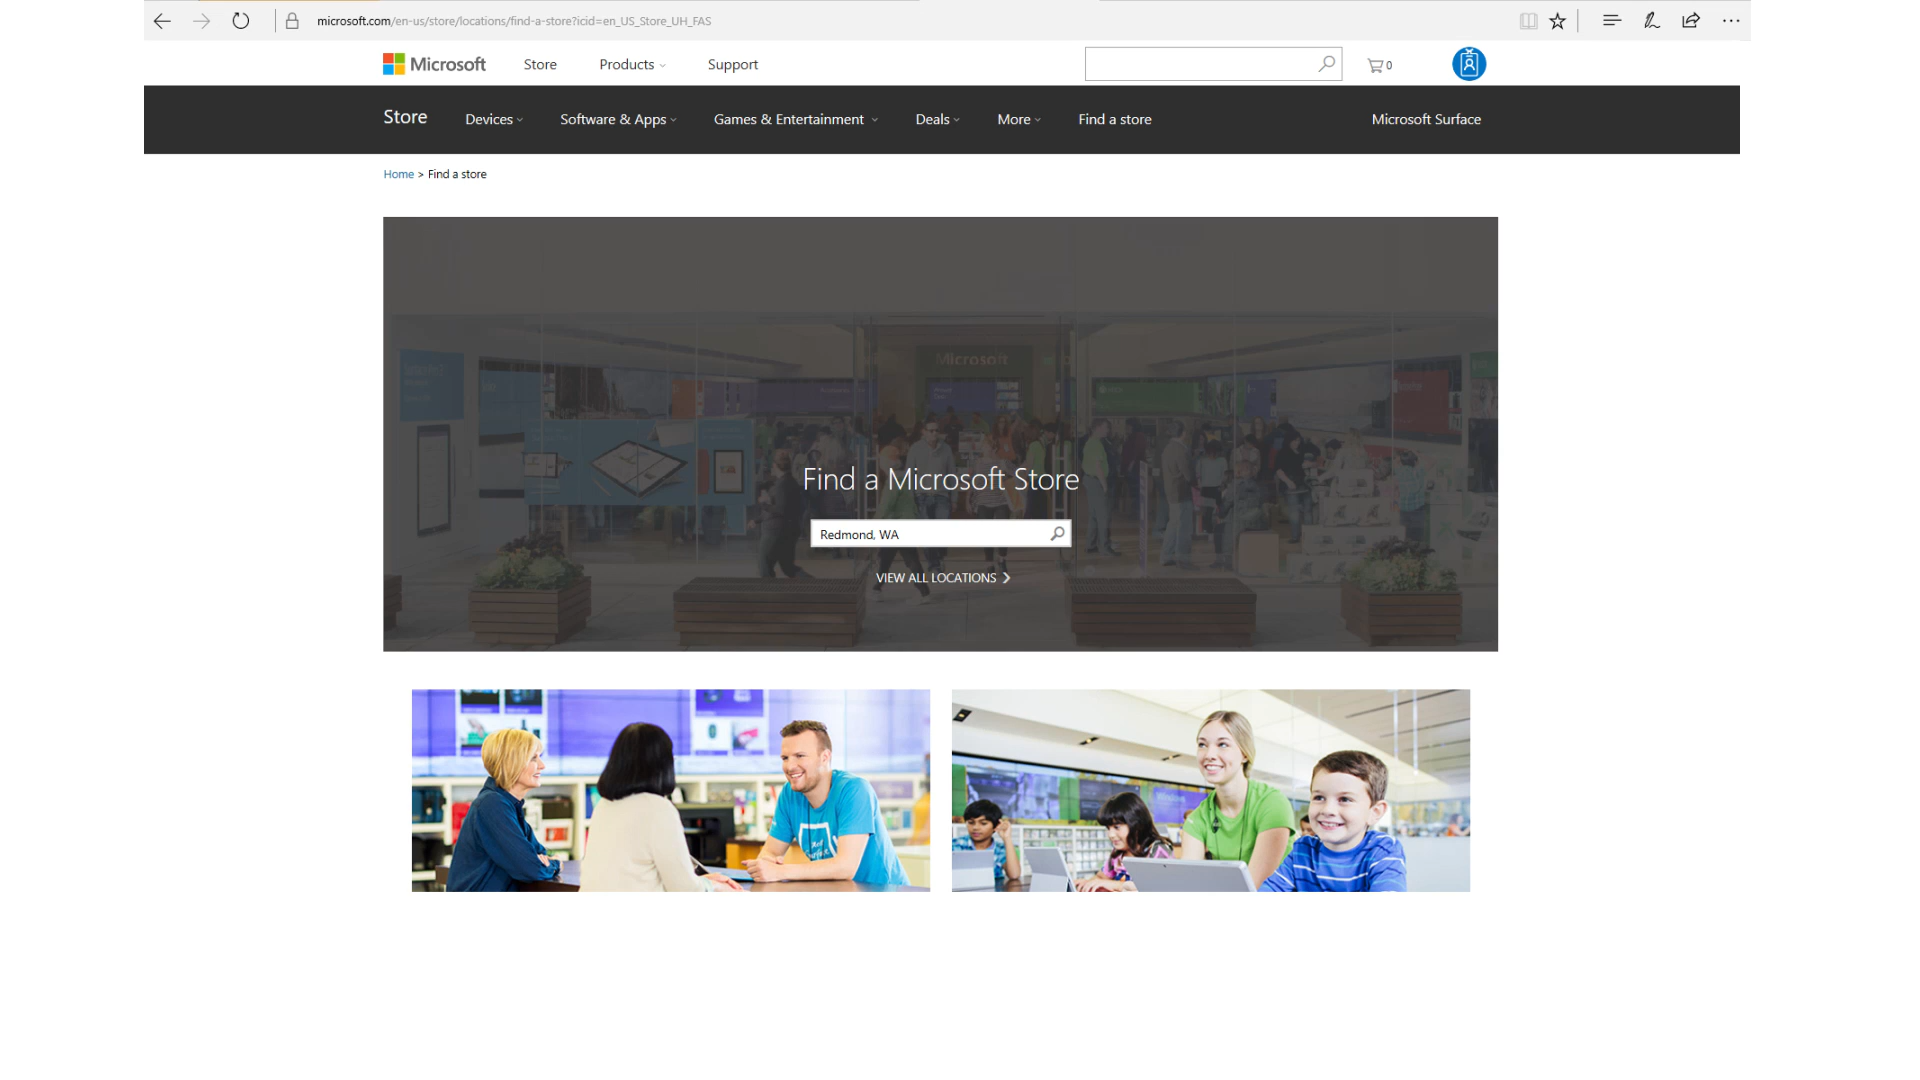 microsoft.com/en-us/store/locations/find-a-store?icid=en_US_Store_UH_FAS
Microsoft Store Products Support 0
Store Devices Software & Apps Games & Entertainment Deals More Find a store Microsoft Surface
Home > Find a store
Microsoft
Find a Microsoft Store
Redmond, WA
VIEW ALL LOCATIONS